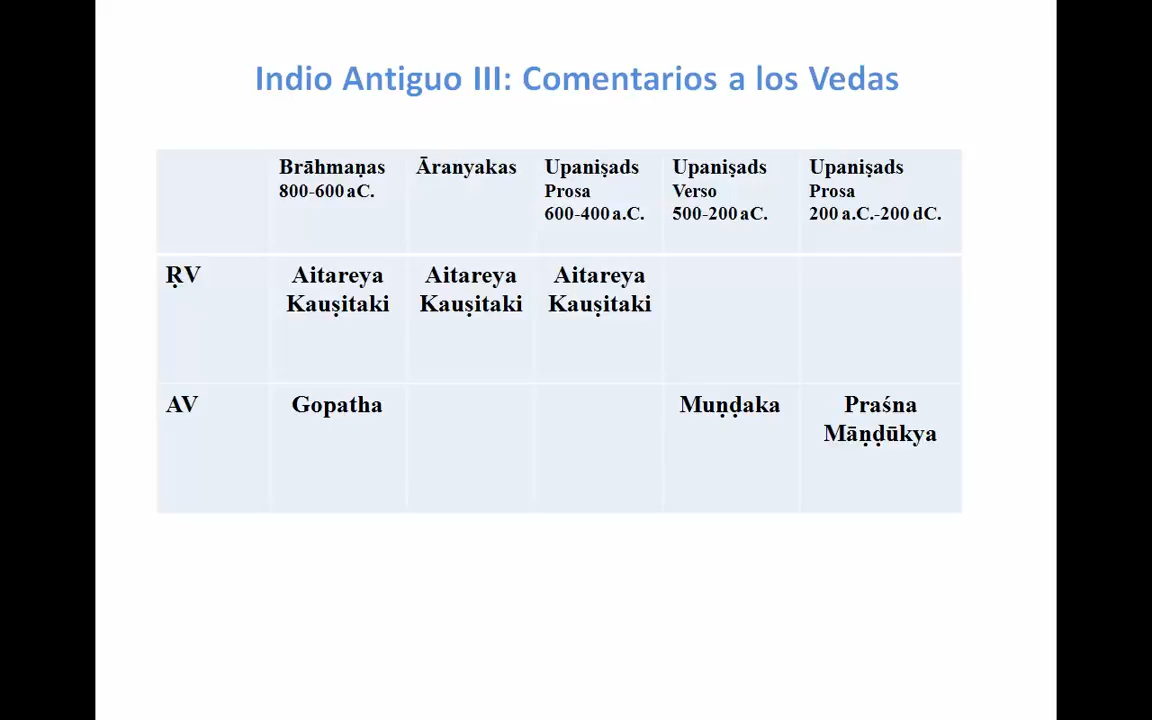 Indio Antiguo III: Comentarios a los Vedas
Brāhmaṇas
800-600 aC.
Āranyakas
Upaniṣads
Prosa
600-400 a.C.
Upaniṣads
Verso
500-200 aC.
Upaniṣads
Prosa
200 a.C.-200 dC.
ṚV
Aitareya
Kauṣitaki
Aitareya
Kauṣitaki
Aitareya
Kauṣitaki
AV
Gopatha
Muṇḍaka
Praśna
Māṇḍūkya